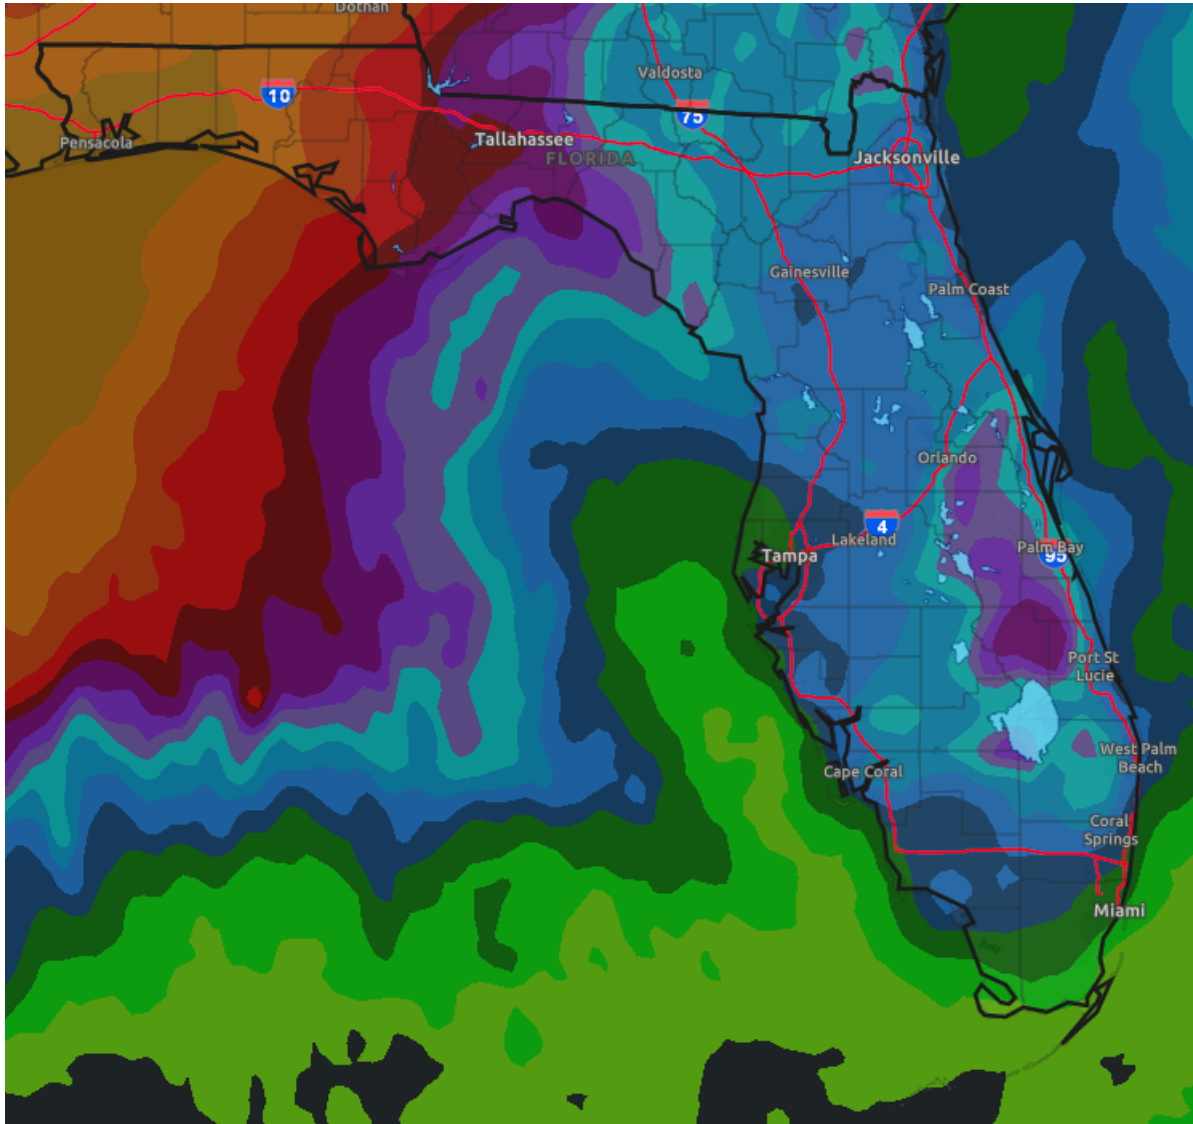 Dothan
Valdosta
10
75
Pensacola
Tallahassee
FLORIDA
Jacksonville
Gainesville
Palm Coast
Orlando
4
Lakeland
Tampa
Palm Bay
95
Port St
Lucie
West Palm
Beach
Cape Coral
Coral
Springs
Miami